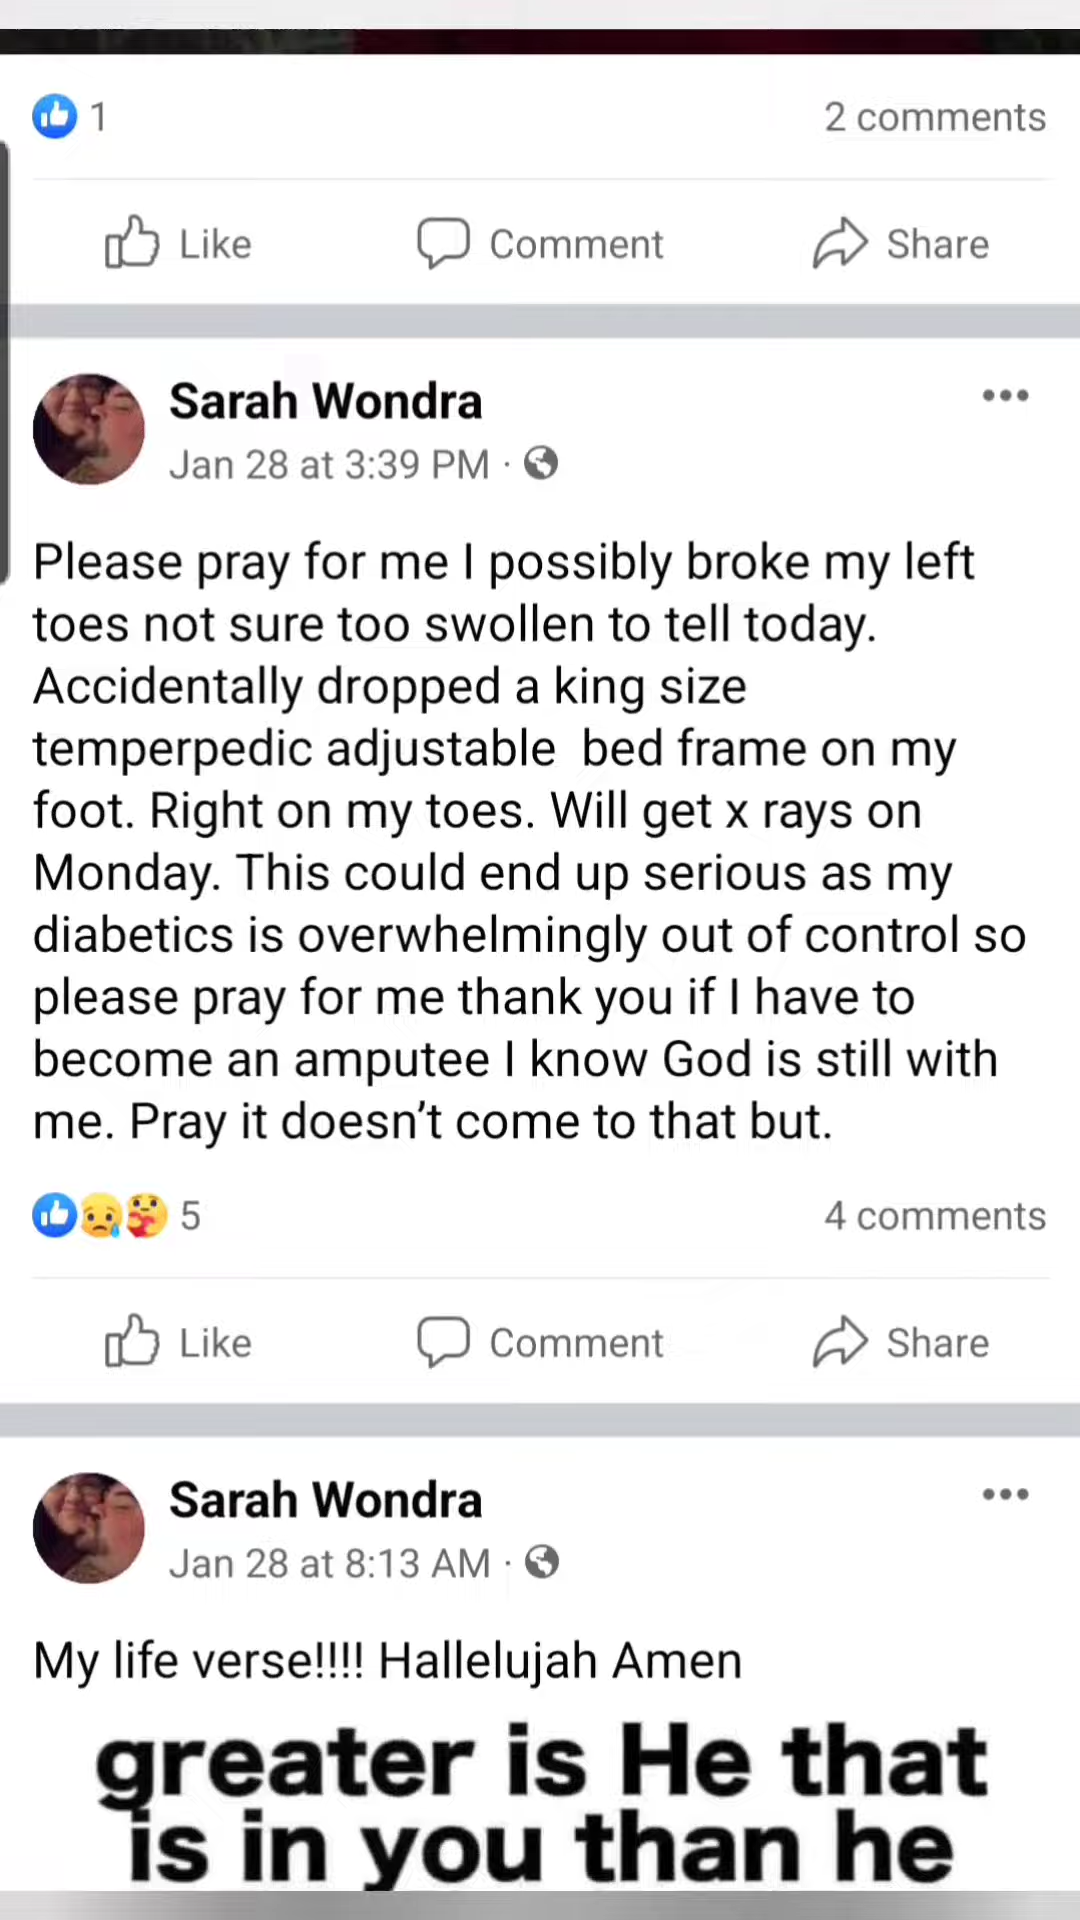 1
2 comments
Like
Comment
Share
Sarah Wondra
Jan 28 at 3:39 PM ·
Please pray for me I possibly broke my left
toes not sure too swollen to tell today.
Accidentally dropped a king size
temperpedic adjustable  bed frame on my
foot. Right on my toes. Will get x rays on
Monday. This could end up serious as my
diabetics is overwhelmingly out of control so
please pray for me thank you if I have to
become an amputee I know God is still with
me. Pray it doesn’t come to that but.
5
4 comments
Like
Comment
Share
Sarah Wondra
Jan 28 at 8:13 AM ·
My life verse!!!! Hallelujah Amen
greater is He that
is in you than he